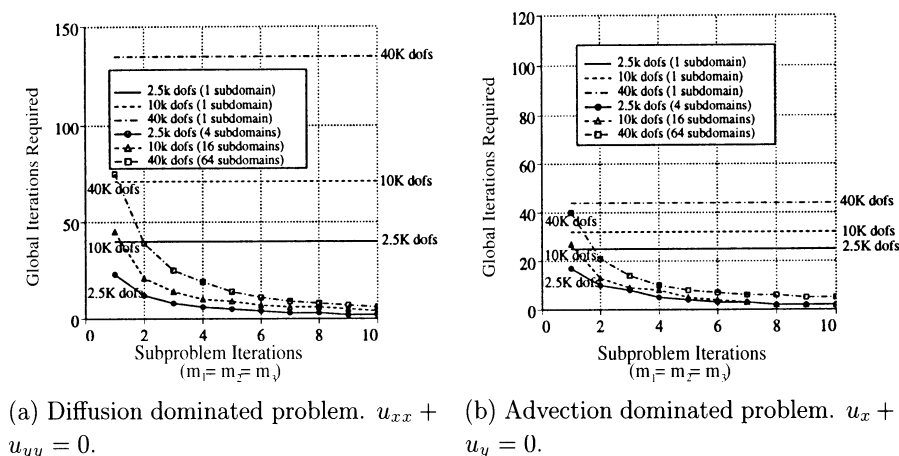 150
40K dofs
2.5k dofs (1 subdomain)
10k dofs (1 subdomain)
40k dofs (1 subdomain)
2.5k dofs (4 subdomains)
10k dofs (16 subdomains)
40k dofs (64 subdomains)
100
10K dofs
40K dofs
50
2.5K dofs
10K dofs
2.5K dofs
0
0 2 4 6 8 10
Global Iterations Required
Subproblem Iterations
(m1= m2= m3)
(a) Diffusion dominated problem. uxx +
uyy = 0.
120
100
2.5k dofs (1 subdomain)
10k dofs (1 subdomain)
40k dofs (1 subdomain)
2.5k dofs (4 subdomains)
10k dofs (16 subdomains)
40k dofs (64 subdomains)
80
60
40K dofs
40
40K dofs
10K dofs
2.5K dofs
10K dofs
20
2.5K dofs
0
0 2 4 6 8 10
Global Iterations Required
Subproblem Iterations
(m1= m2= m3)
(b) Advection dominated problem. ux +
uy = 0.